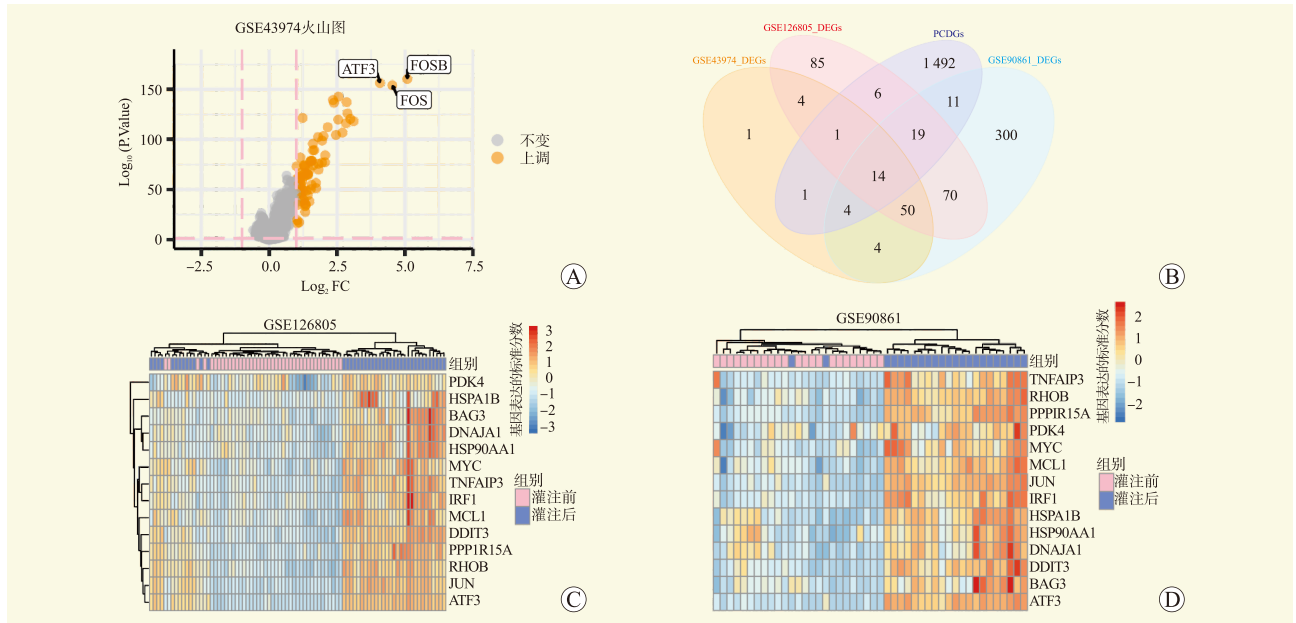 GSE43974火山图
ATF3
FOSB
FOS
150
100
50
0
Log₁₀ (P.Value)
−2.5
0.0
2.5
5.0
7.5
Log₂ FC
不变
上调
A
GSE126805_DEGs
PCDGs
GSE43974_DEGs
GSE90861_DEGs
85
1 492
4
6
11
1
1
19
300
14
1
4
50
70
4
B
GSE126805
组别
PDK4
HSPA1B
BAG3
DNAJA1
HSP90AA1
MYC
TNFAIP3
IRF1
MCL1
DDIT3
PPP1R15A
RHOB
JUN
ATF3
基因表达的标准分数
3
2
1
0
−1
−2
−3
组别
灌注前
灌注后
C
GSE90861
组别
TNFAIP3
RHOB
PPPIR15A
PDK4
MYC
MCL1
JUN
IRF1
HSPA1B
HSP90AA1
DNAJA1
DDIT3
BAG3
ATF3
基因表达的标准分数
2
1
0
−1
−2
组别
灌注前
灌注后
D